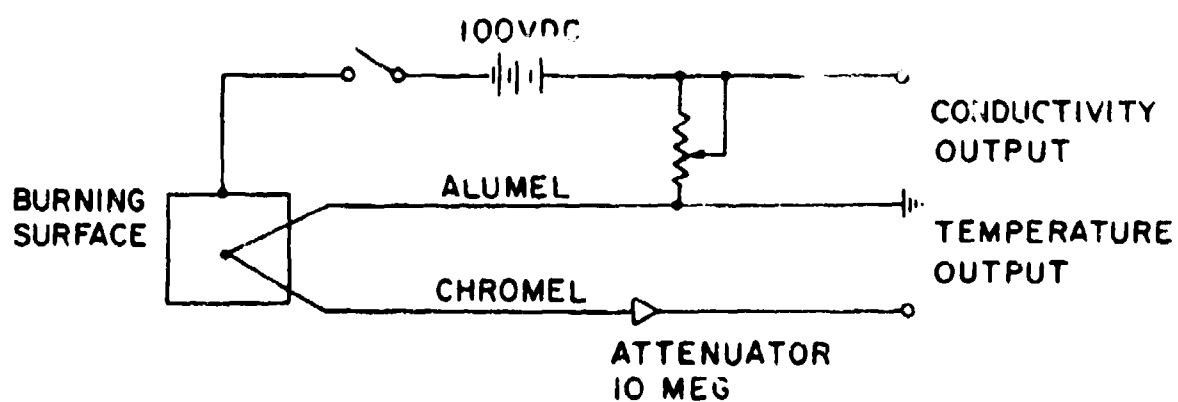 100VDC
CONDUCTIVITY
OUTPUT
ALUMEL
BURNING
SURFACE
TEMPERATURE
OUTPUT
CHROMEL
ATTENUATOR
10 MEG